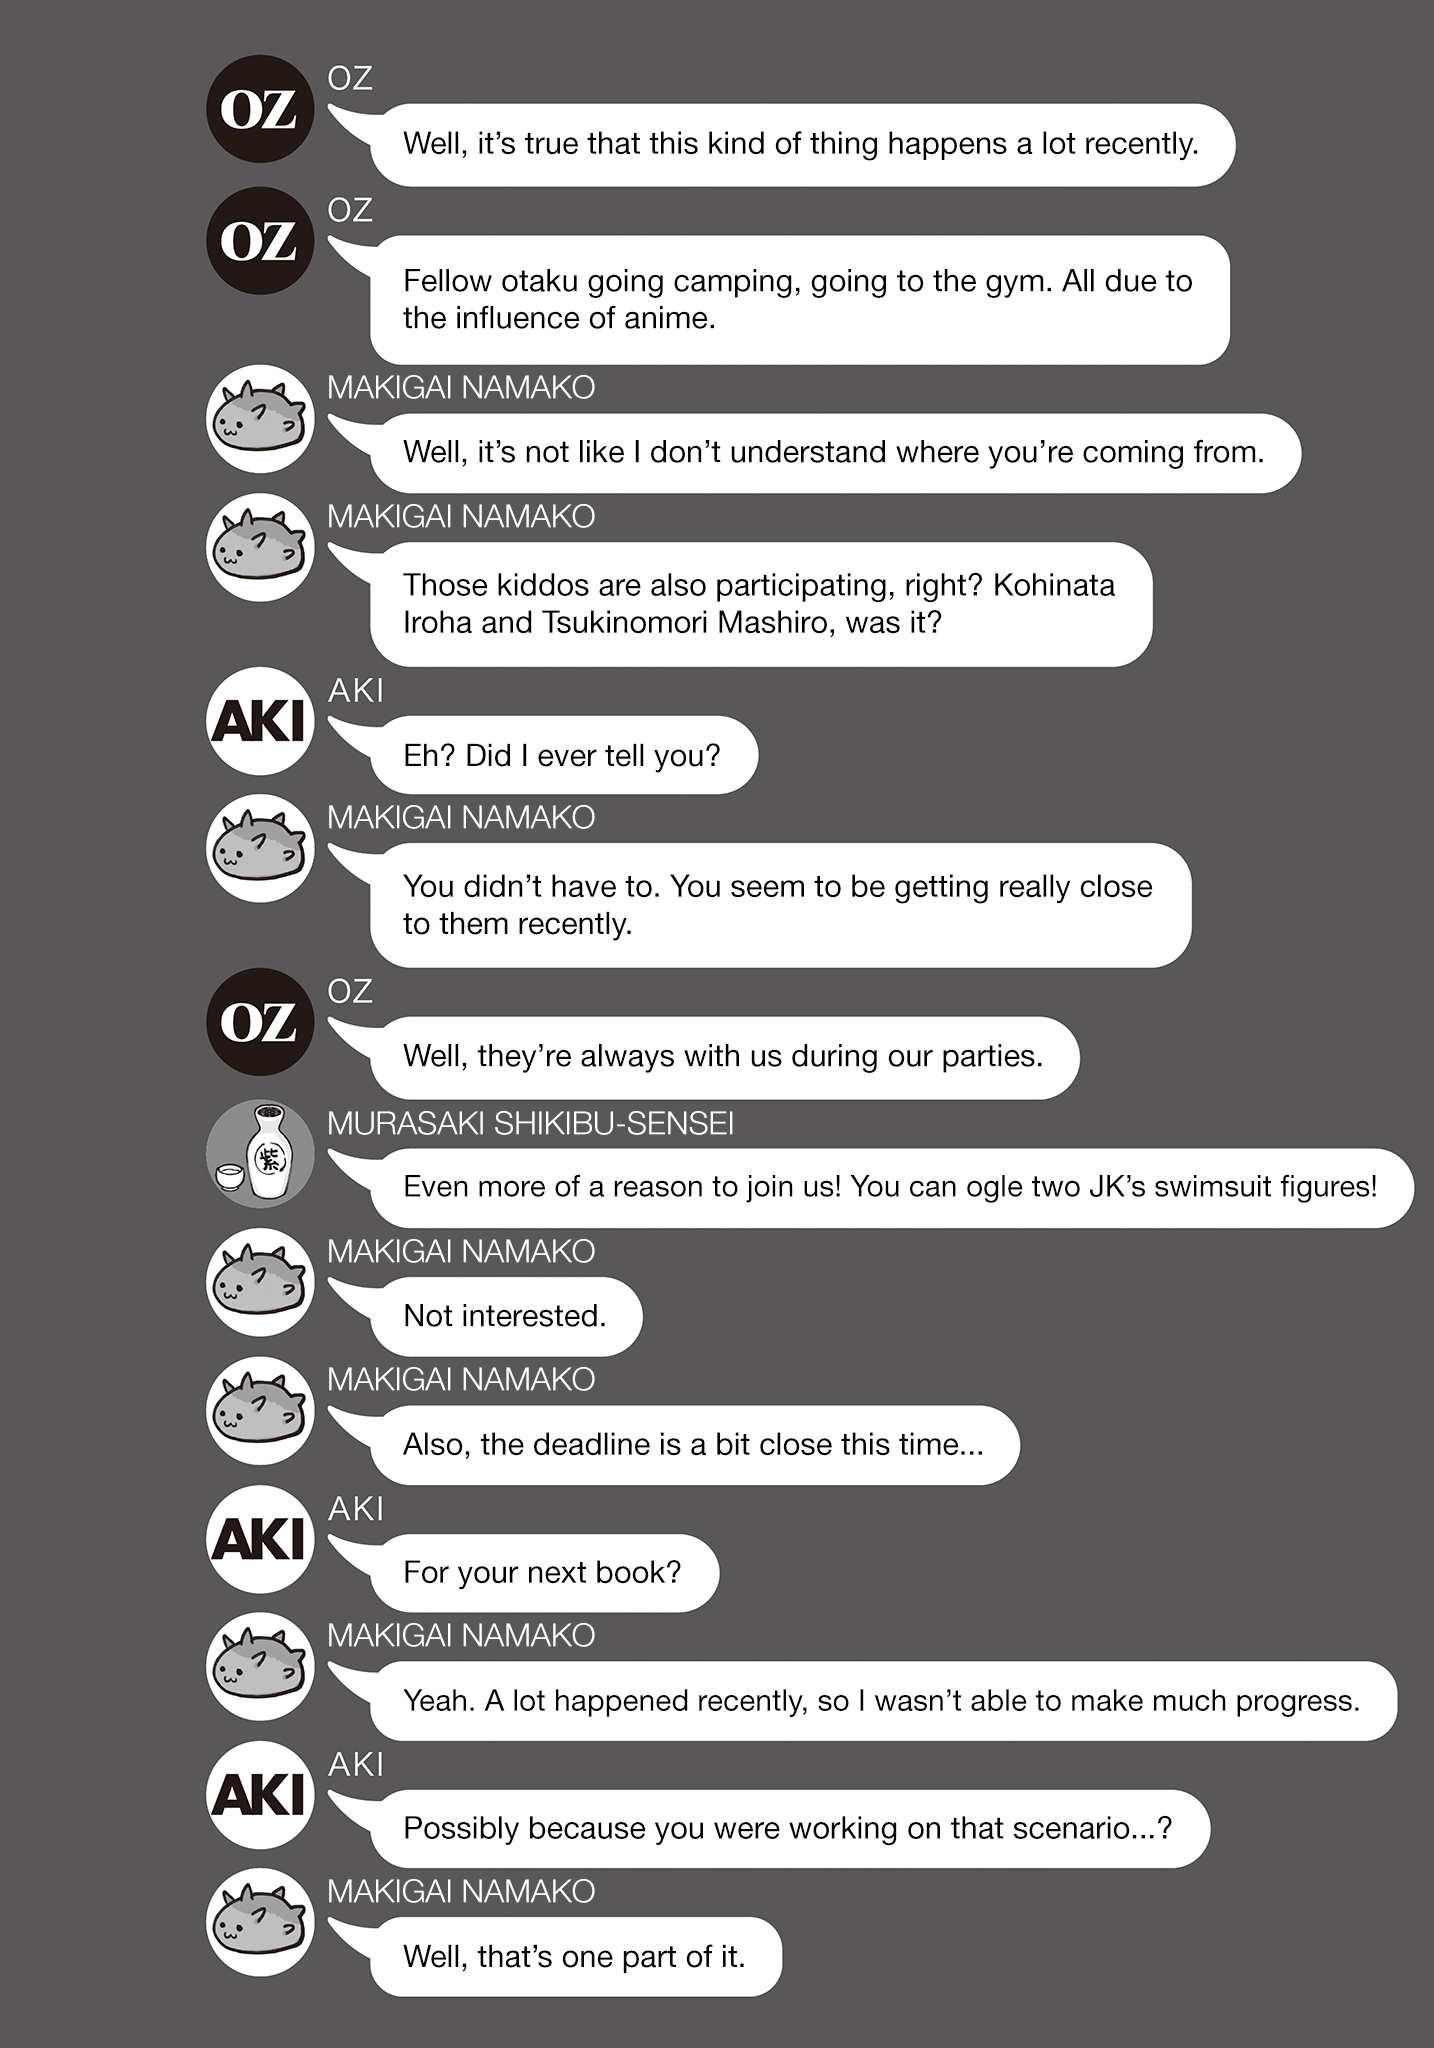 OZ
OZ
Well, it’s true that this kind of thing happens a lot recently.
OZ
OZ
Fellow otaku going camping, going to the gym. All due to
the influence of anime.
MAKIGAI NAMAKO
Well, it’s not like I don’t understand where you’re coming from.
MAKIGAI NAMAKO
Those kiddos are also participating, right? Kohinata
Iroha and Tsukinomori Mashiro, was it?
AKI
AKI
Eh? Did I ever tell you?
MAKIGAI NAMAKO
You didn’t have to. You seem to be getting really close
to them recently.
OZ
OZ
Well, they’re always with us during our parties.
MURASAKI SHIKIBU-SENSEI
紫
Even more of a reason to join us! You can ogle two JK’s swimsuit figures!
MAKIGAI NAMAKO
Not interested.
MAKIGAI NAMAKO
Also, the deadline is a bit close this time...
AKI
AKI
For your next book?
MAKIGAI NAMAKO
Yeah. A lot happened recently, so I wasn’t able to make much progress.
AKI
AKI
Possibly because you were working on that scenario...?
MAKIGAI NAMAKO
Well, that’s one part of it.